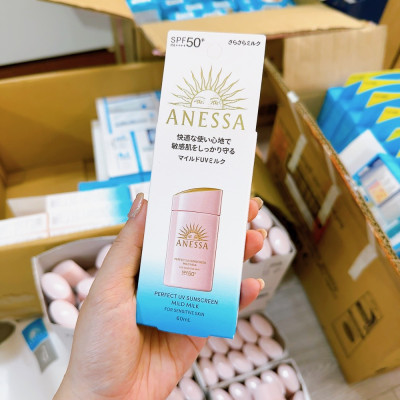 SPF50+
PA++++
さらさらミルク
ANESSA
快適な使い心地で
敏感肌をしっかり守る
マイルドUVミルク
ANESSA
PERFECT UV SUNSCREEN
MILD MILK
FOR SENSITIVE SKIN
60mL